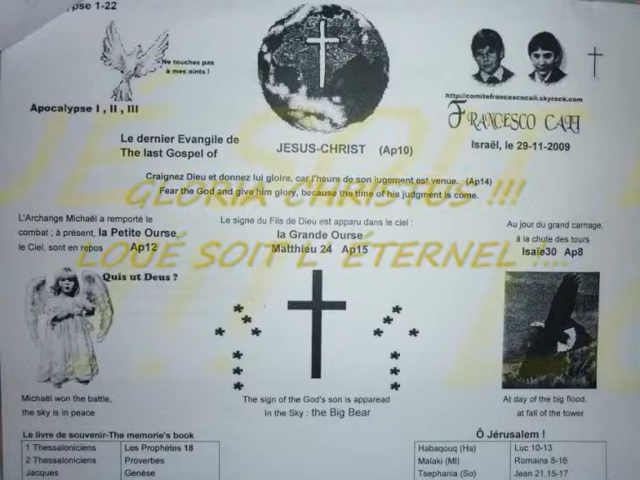 pse 1-22
Ne touches pas
à mes oints !
Apocalypse I , II , III
http://comitefrancescocali.skyrock.com
FRANCESCO CALI
Israël, le 29-11-2009
Le dernier Evangile de
The last Gospel of
JESUS-CHRIST (Ap10)
Craignez Dieu et donnez lui gloire, car l'heure de son jugement est venue. (Ap14)
Fear the God and give him glory, because the time of his judgment is come.
GLORIA CHRISTUS !!!
L'Archange Michaël a remporté le
combat ; à présent, la Petite Ourse,
le Ciel, sont en repos Ap12
Le signe du Fils de Dieu est apparu dans le ciel :
la Grande Ourse
Matthieu 24 Ap15
Au jour du grand carnage,
à la chute des tours
Isaïe30 Ap8
LOUÉ SOIT L' ÉTERNEL !...
Quis ut Deus ?
Michaël won the battle,
the sky is in peace
The sign of the God's son is apparead
In the Sky : the Big Bear
At day of the big flood,
at fall of the tower
Le livre de souvenir-The memorie's book
1 Thessaloniciens Les Prophètes 18
2 Thessaloniciens Proverbes
Jacques Genèse
Ô Jérusalem !
Habaqouq (Ha) Luc 10-13
Malaki (Ml) Romains 8-16
Tsephania (So) Jean 21.15-17